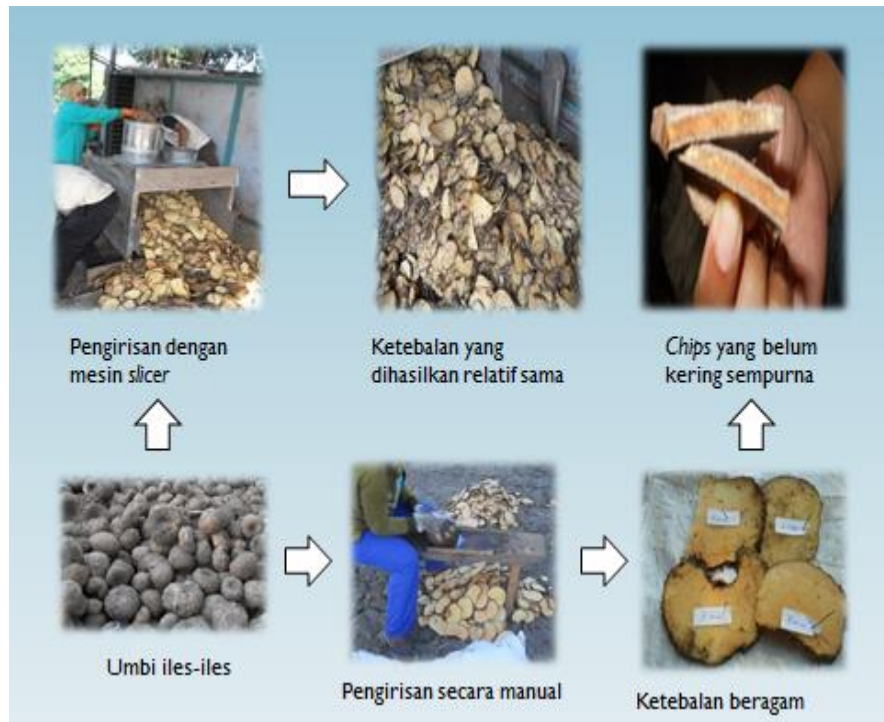 Pengirisan dengan
mesin slicer
Ketebalan yang
dihasilkan relatif sama
Chips yang belum
kering sempurna
Umbi iles-iles
Pengirisan secara manual
Ketebalan beragam